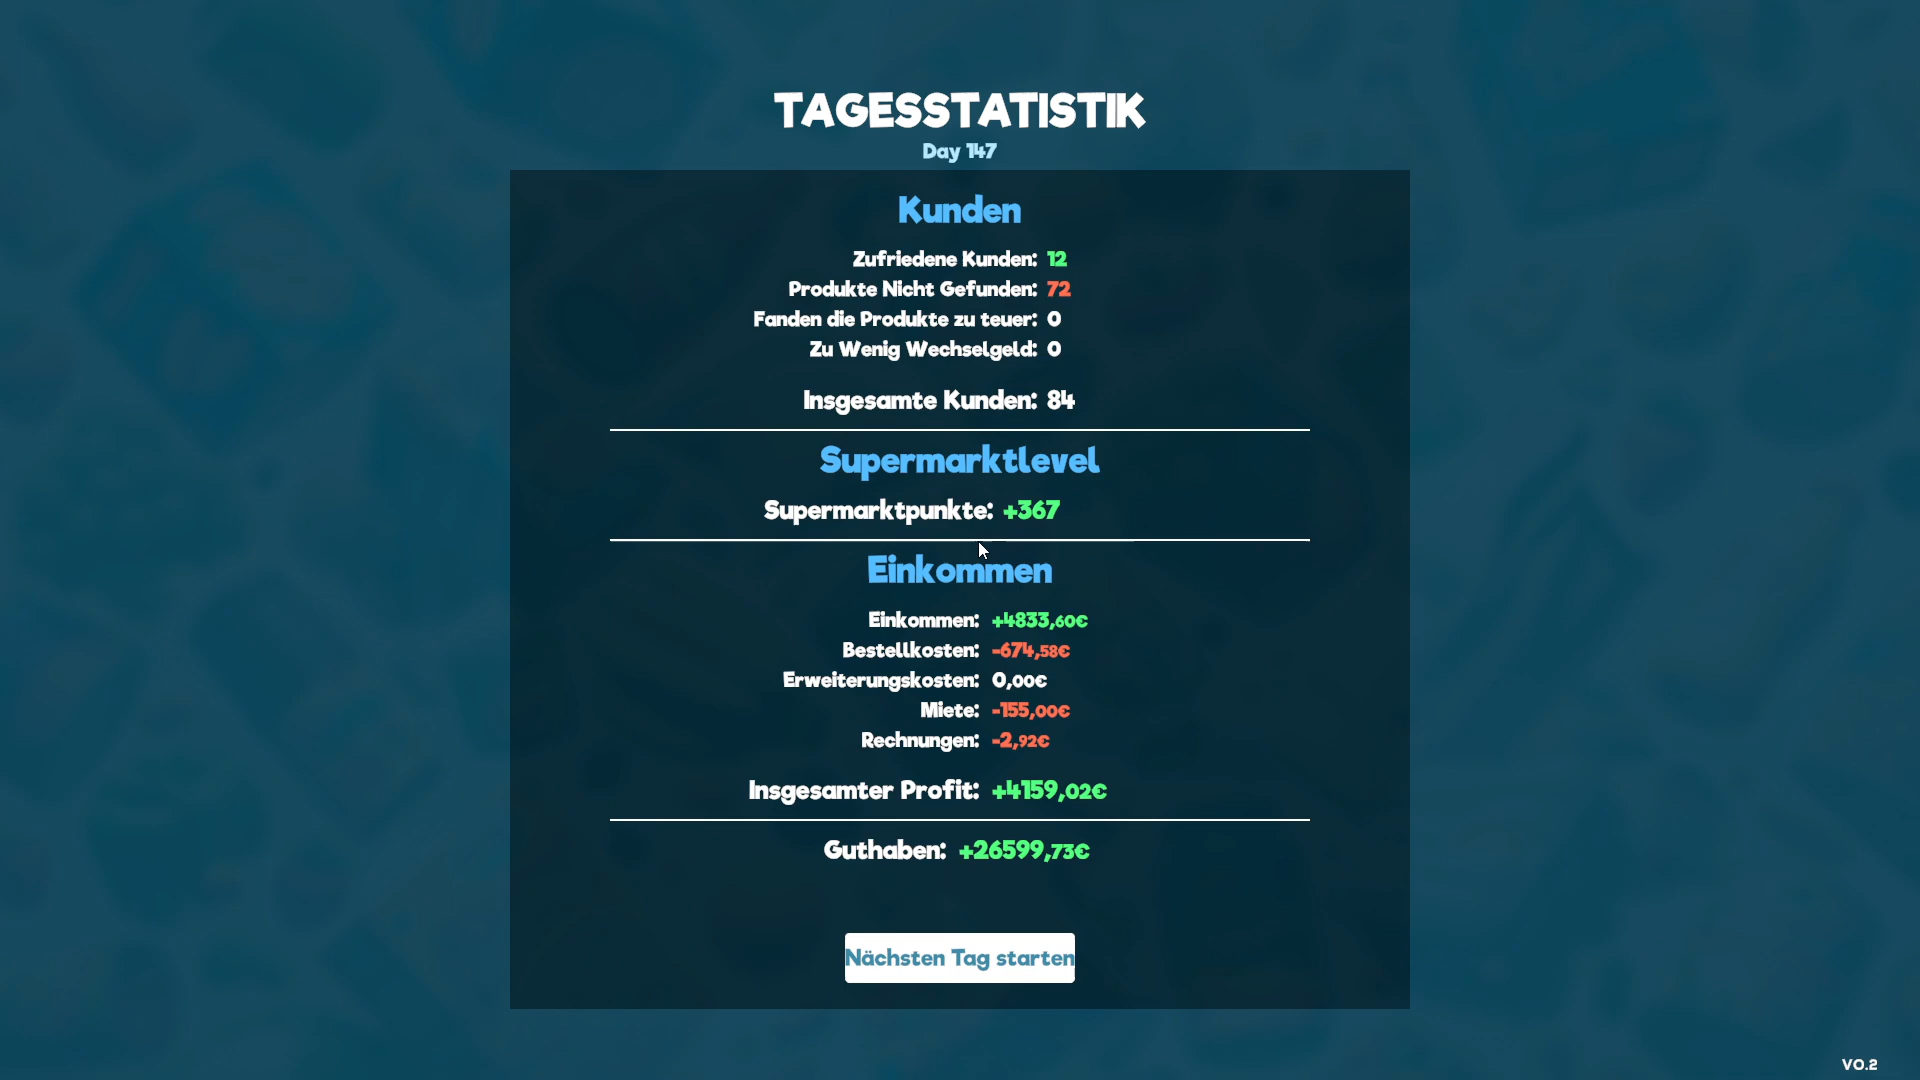 TAGESSTATISTIK
Day 147
Kunden
Zufriedene Kunden: 12
Produkte Nicht Gefunden: 72
Fanden die Produkte zu teuer: 0
Zu Wenig Wechselgeld: 0
Insgesamte Kunden: 84
Supermarktlevel
Supermarktpunkte: +367
Einkommen
Einkommen: +4833,60€
Bestellkosten: -674,58€
Erweiterungskosten: 0,00€
Miete: -155,00€
Rechnungen: -2,92€
Insgesamter Profit: +4159,02€
Guthaben: +26599,73€
Nächsten Tag starten
V0.2